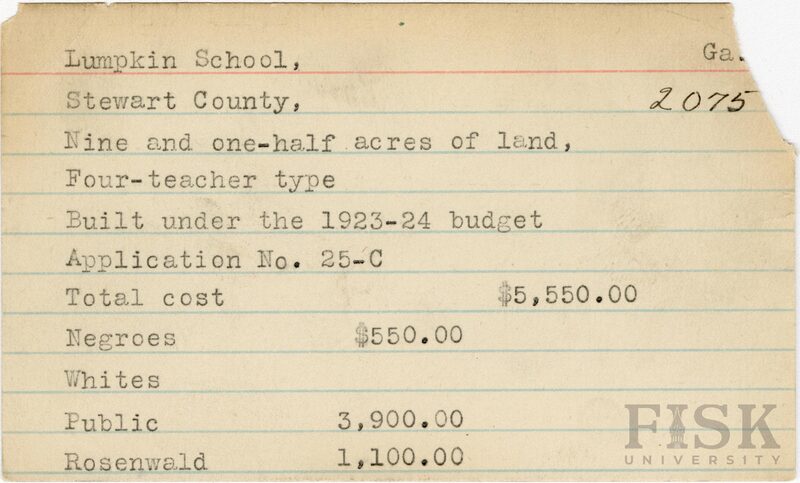 Lumpkin School, Ga.
Stewart County, 2075
Nine and one-half acres of land,
Four-teacher type
Built under the 1923-24 budget
Application No. 25-C
Total cost $5,550.00
Negroes $550.00
Whites
Public 3,900.00
Rosenwald 1,100.00
FISK
UNIVERSITY